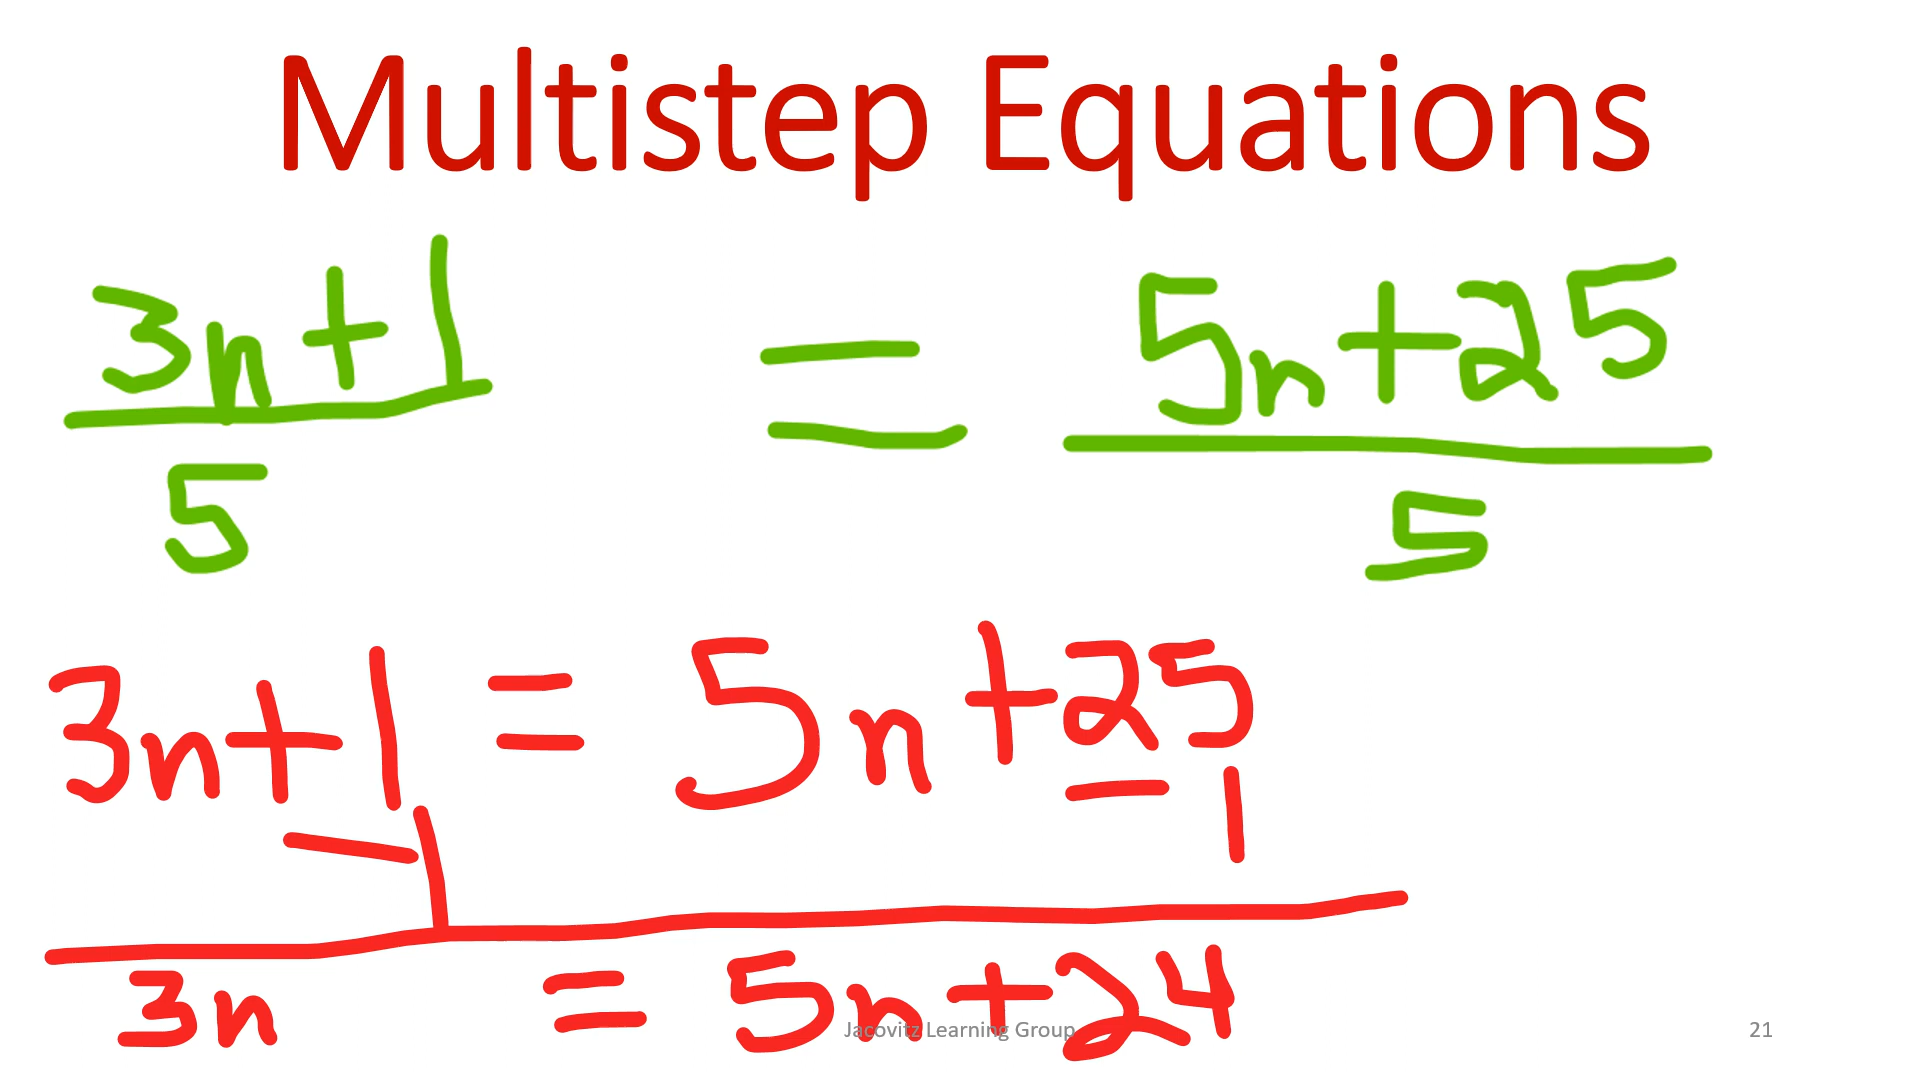 Multistep Equations
3n+1 = 5n+25
5 5
3n+1 = 5n+25
-1 -1
3n = 5n+24
Jacovitz Learning Group 21